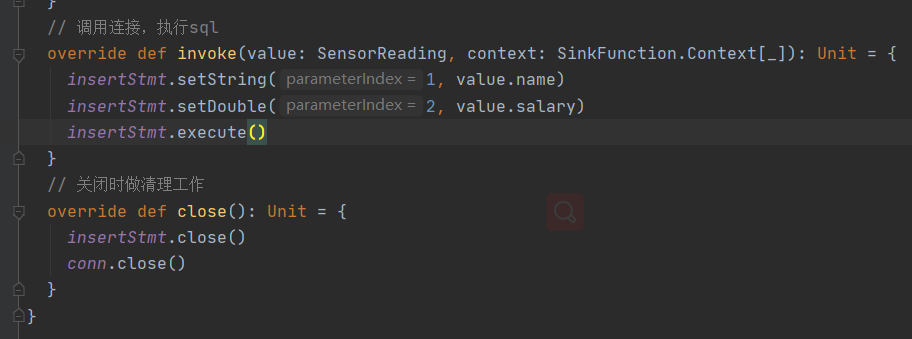 }
// 调用连接，执行sql
override def invoke(value: SensorReading, context: SinkFunction.Context[_]): Unit = {
insertStmt.setString( parameterIndex = 1, value.name)
insertStmt.setDouble( parameterIndex = 2, value.salary)
insertStmt.execute()
}
// 关闭时做清理工作
override def close(): Unit = {
insertStmt.close()
conn.close()
}
}